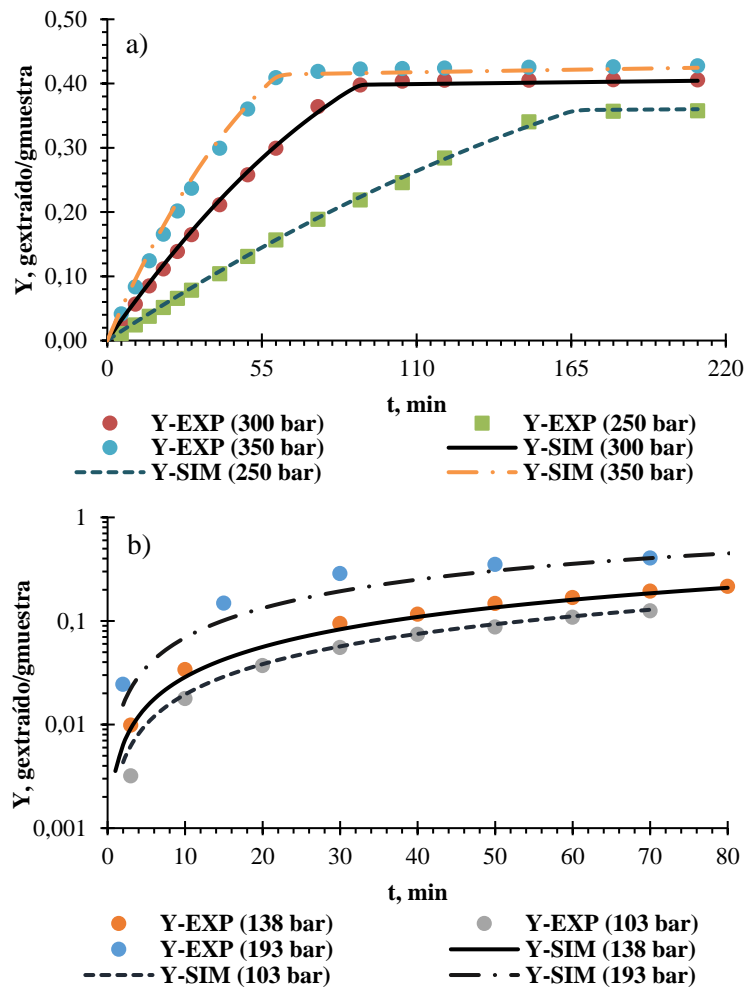 a)
Y, gextraído/gmuestra
0,50
0,40
0,30
0,20
0,10
0,00
0 55 110 165 220
t, min
Y-EXP (300 bar) Y-EXP (250 bar)
Y-EXP (350 bar) Y-SIM (300 bar)
Y-SIM (250 bar) Y-SIM (350 bar)
b)
Y, gextraído/gmuestra
1
0,1
0,01
0,001
0 10 20 30 40 50 60 70 80
t, min
Y-EXP (138 bar) Y-EXP (103 bar)
Y-EXP (193 bar) Y-SIM (138 bar)
Y-SIM (103 bar) Y-SIM (193 bar)